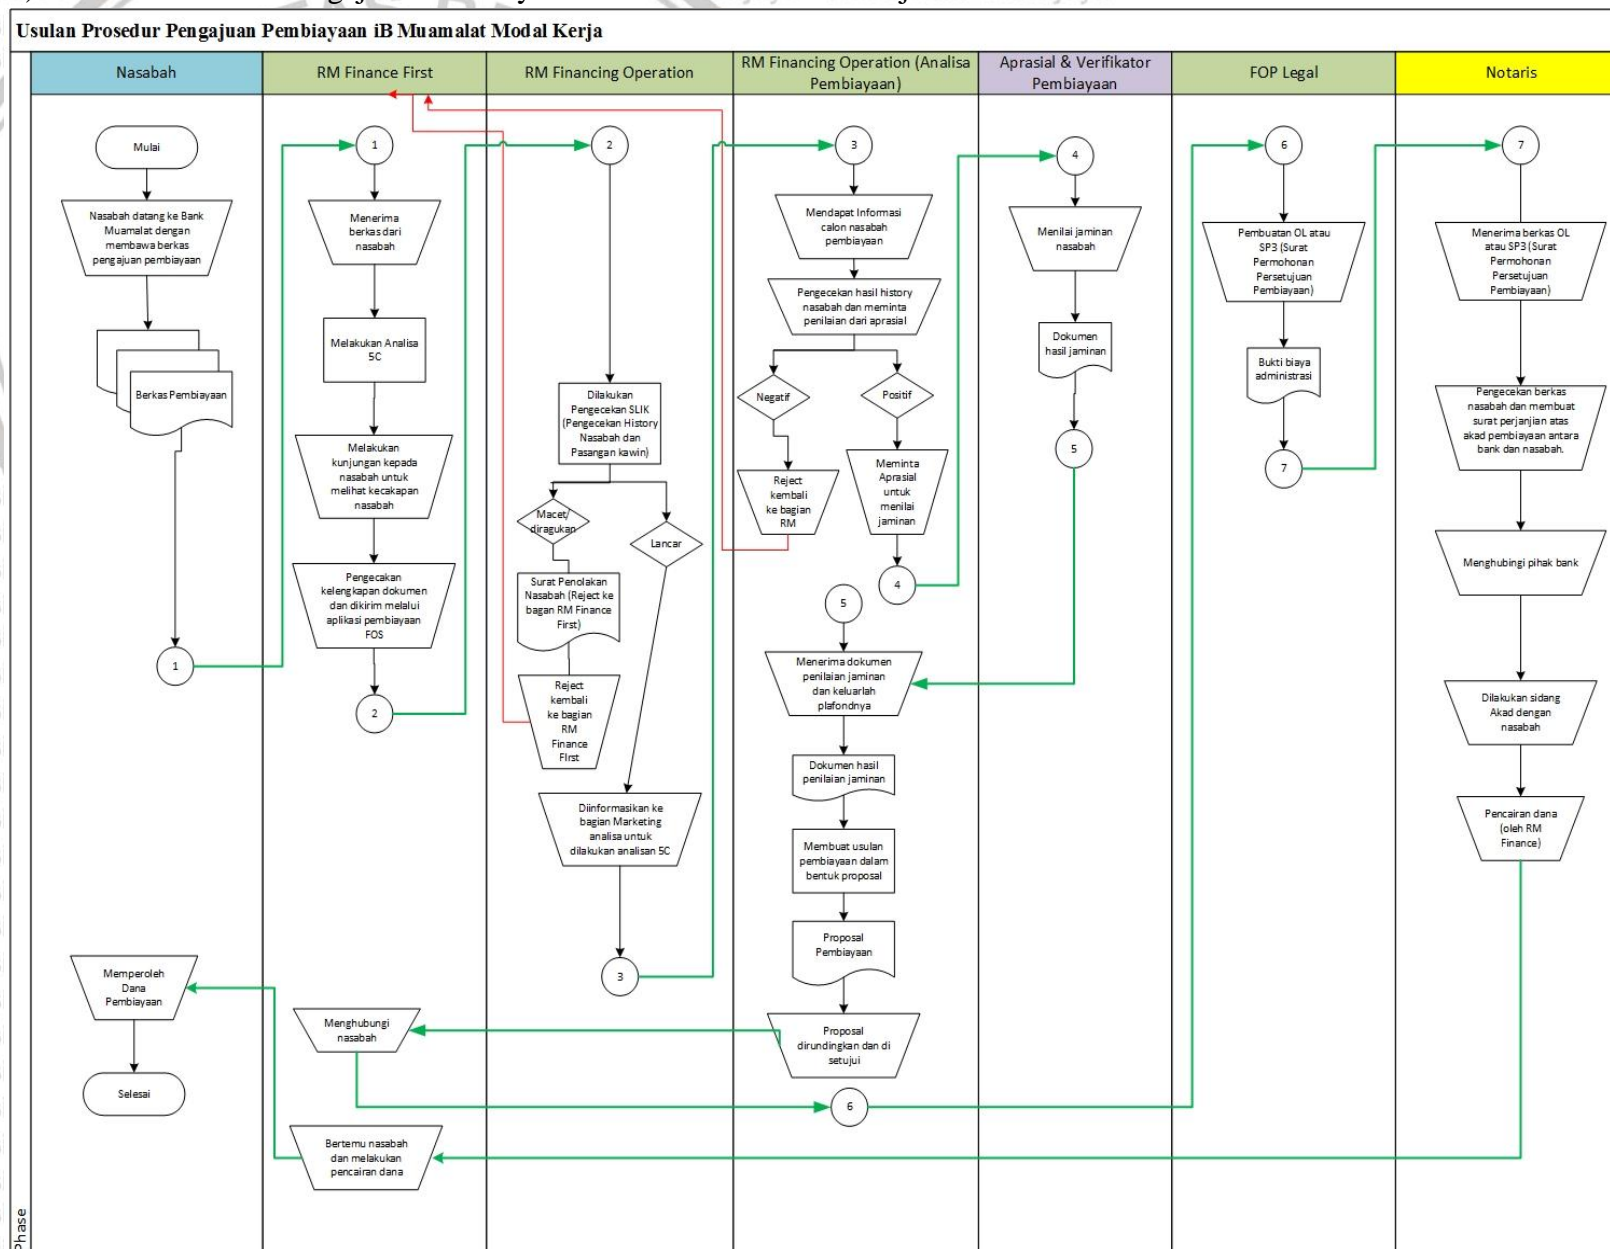 Usulan Prosedur Pengajuan Pembiayaan iB Muamalat Modal Kerja
Nasabah
RM Finance First
RM Financing Operation
RM Financing Operation (Analisa
Pembiayaan)
Aprasial & Verifikator
Pembiayaan
FOP Legal
Notaris
Mulai
Nasabah datang ke Bank
Muamalat dengan
membawa berkas
pengajuan pembiayaan
Berkas Pembiayaan
1
Memperoleh
Dana
Pembiayaan
Selesai
1
Menerima
berkas dari
nasabah
Melakukan Analisa
5C
Melakukan
kunjungan kepada
nasabah untuk
melihat kecakapan
nasabah
Pengecakan
kelengkapan dokumen
dan dikirim melalui
aplikasi pembiayaan
FOS
2
Menghubungi
nasabah
Bertemu nasabah
dan melakukan
pencairan dana
2
Dilakukan
Pengecekan SLIK
(Pengecekan History
Nasabah dan
Pasangan kawin)
Macet/
diragukan
Lancar
Surat Penolakan
Nasabah (Reject ke
bagan RM Finance
First)
Reject
kembali
ke bagian
RM
Finance
FIrst
Diinformasikan ke
bagian Marketing
analisa untuk
dilakukan analisan 5C
3
3
Mendapat Informasi
calon nasabah
pembiayaan
Pengecekan hasil history
nasabah dan meminta
penilaian dari aprasial
Negatif
Positif
Reject
kembali
ke bagian
RM
Meminta
Aprasial
untuk
menilai
jaminan
4
5
Menerima dokumen
penilaian jaminan
dan keluarlah
plafondnya
Dokumen hasil
penilaian jaminan
Membuat usulan
pembiayaan dalam
bentuk proposal
Proposal
Pembiayaan
Proposal
dirundingkan dan di
setujui
6
4
Menilai jaminan
nasabah
Dokumen
hasil jaminan
5
6
Pembuatan OL atau
SP3 (Surat
Permohonan
Persetujuan
Pembiayaan)
Bukti biaya
administrasi
7
7
Menerima berkas OL
atau SP3 (Surat
Permohonan
Persetujuan
Pembiayaan)
Pengecekan berkas
nasabah dan membuat
surat perjanjian atas
akad pembiayaan antara
bank dan nasabah.
Menghubingi pihak bank
Dilakukan sidang
Akad dengan
nasabah
Pencairan dana
(oleh RM
Finance)
Phase